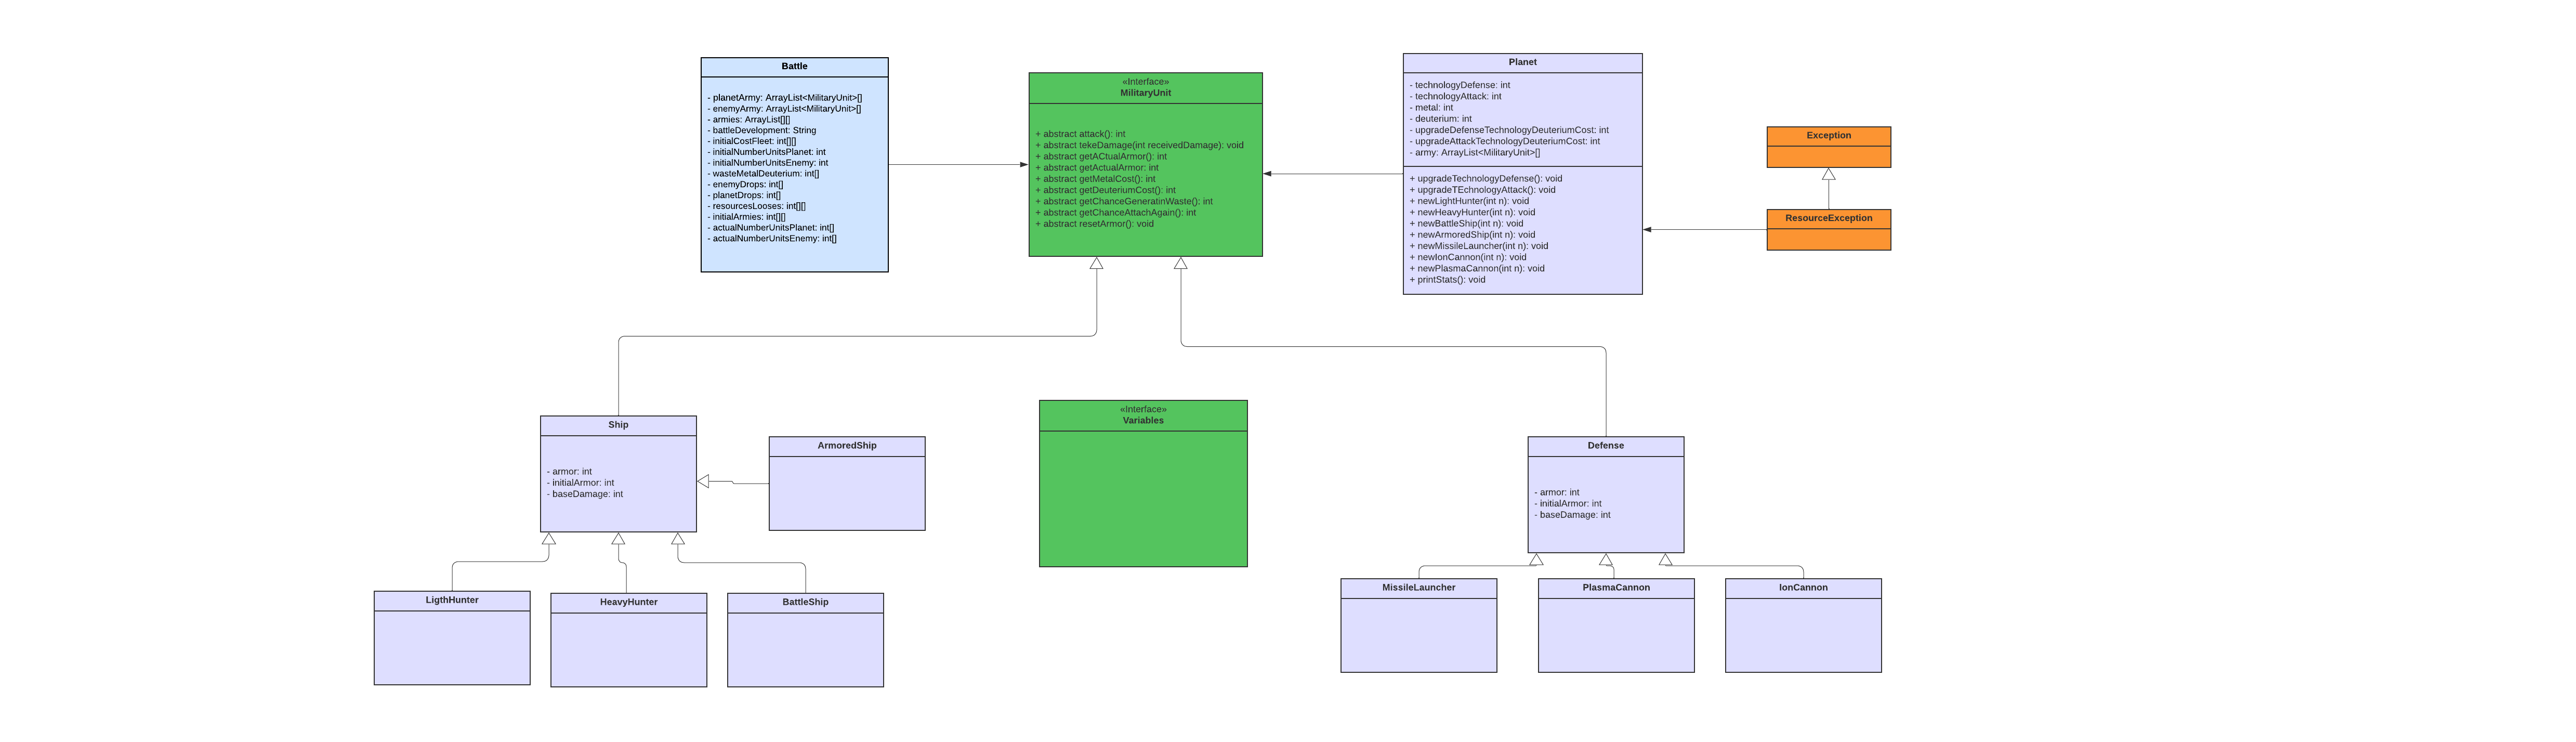 Battle
- planetArmy: ArrayList<MilitaryUnit>[]
- enemyArmy: ArrayList<MilitaryUnit>[]
- armies: ArrayList[][]
- battleDevelopment: String
- initialCostFleet: int[][]
- initialNumberUnitsPlanet: int
- initialNumberUnitsEnemy: int
- wasteMetalDeuterium: int[]
- enemyDrops: int[]
- planetDrops: int[]
- resourcesLooses: int[][]
- initialArmies: int[][]
- actualNumberUnitsPlanet: int[]
- actualNumberUnitsEnemy: int[]
«Interface»
MilitaryUnit
+ abstract attack(): int
+ abstract tekeDamage(int receivedDamage): void
+ abstract getACtualArmor(): int
+ abstract getActualArmor: int
+ abstract getMetalCost(): int
+ abstract getDeuteriumCost(): int
+ abstract getChanceGeneratinWaste(): int
+ abstract getChanceAttachAgain(): int
+ abstract resetArmor(): void
Planet
- technologyDefense: int
- technologyAttack: int
- metal: int
- deuterium: int
- upgradeDefenseTechnologyDeuteriumCost: int
- upgradeAttackTechnologyDeuteriumCost: int
- army: ArrayList<MilitaryUnit>[]
+ upgradeTechnologyDefense(): void
+ upgradeTEchnologyAttack(): void
+ newLightHunter(int n): void
+ newHeavyHunter(int n): void
+ newBattleShip(int n): void
+ newArmoredShip(int n): void
+ newMissileLauncher(int n): void
+ newIonCannon(int n): void
+ newPlasmaCannon(int n): void
+ printStats(): void
Exception
ResourceException
Ship
- armor: int
- initialArmor: int
- baseDamage: int
ArmoredShip
«Interface»
Variables
Defense
- armor: int
- initialArmor: int
- baseDamage: int
LigthHunter
HeavyHunter
BattleShip
MissileLauncher
PlasmaCannon
IonCannon